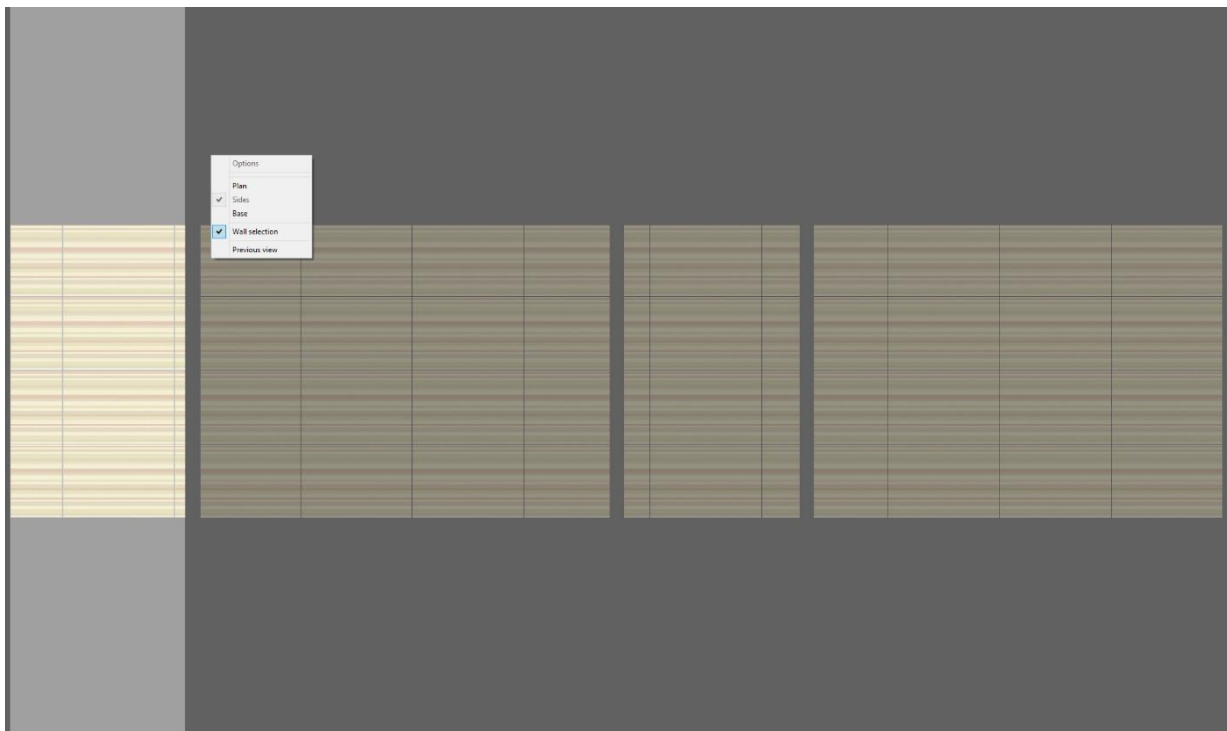 Options
Plan
Sides
Base
Wall selection
Previous view